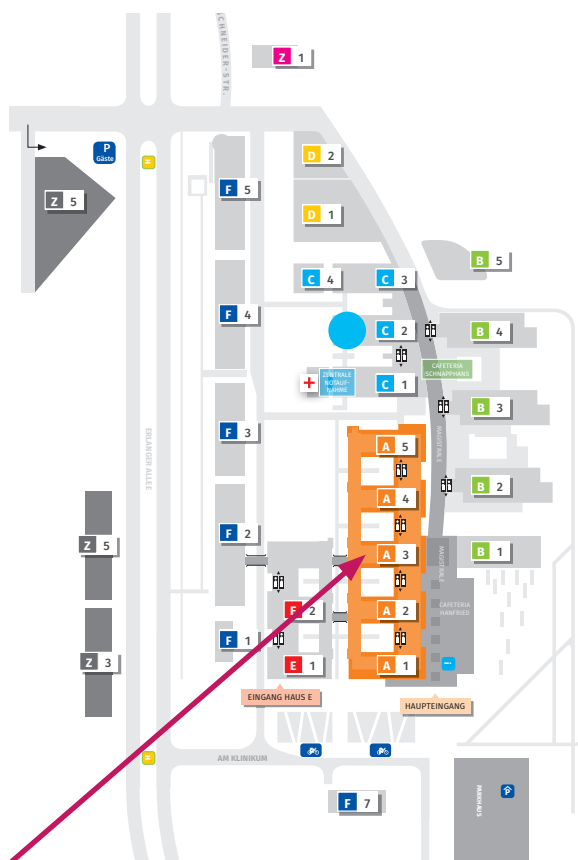 SCHNEIDER-STR.
Z 1
P
Gäste
H
D 2
Z 5
F 5
D 1
B 5
C 4
C 3
F 4
C 2
B 4
CAFETERIA
SCHNAPPHANS
ZENTRALE
NOTAUF-
NAHME
C 1
B 3
F 3
MAGISTRALE
A 5
ERLANGER ALLEE
B 2
A 4
F 2
Z 5
A 3
B 1
MAGISTRALE
E 2
A 2
CAFETERIA
HANFRIED
F 1
Z 3
E 1
A 1
i
EINGANG HAUS E
HAUPTEINGANG
H
AM KLINIKUM
F 7
PARKHAUS
P